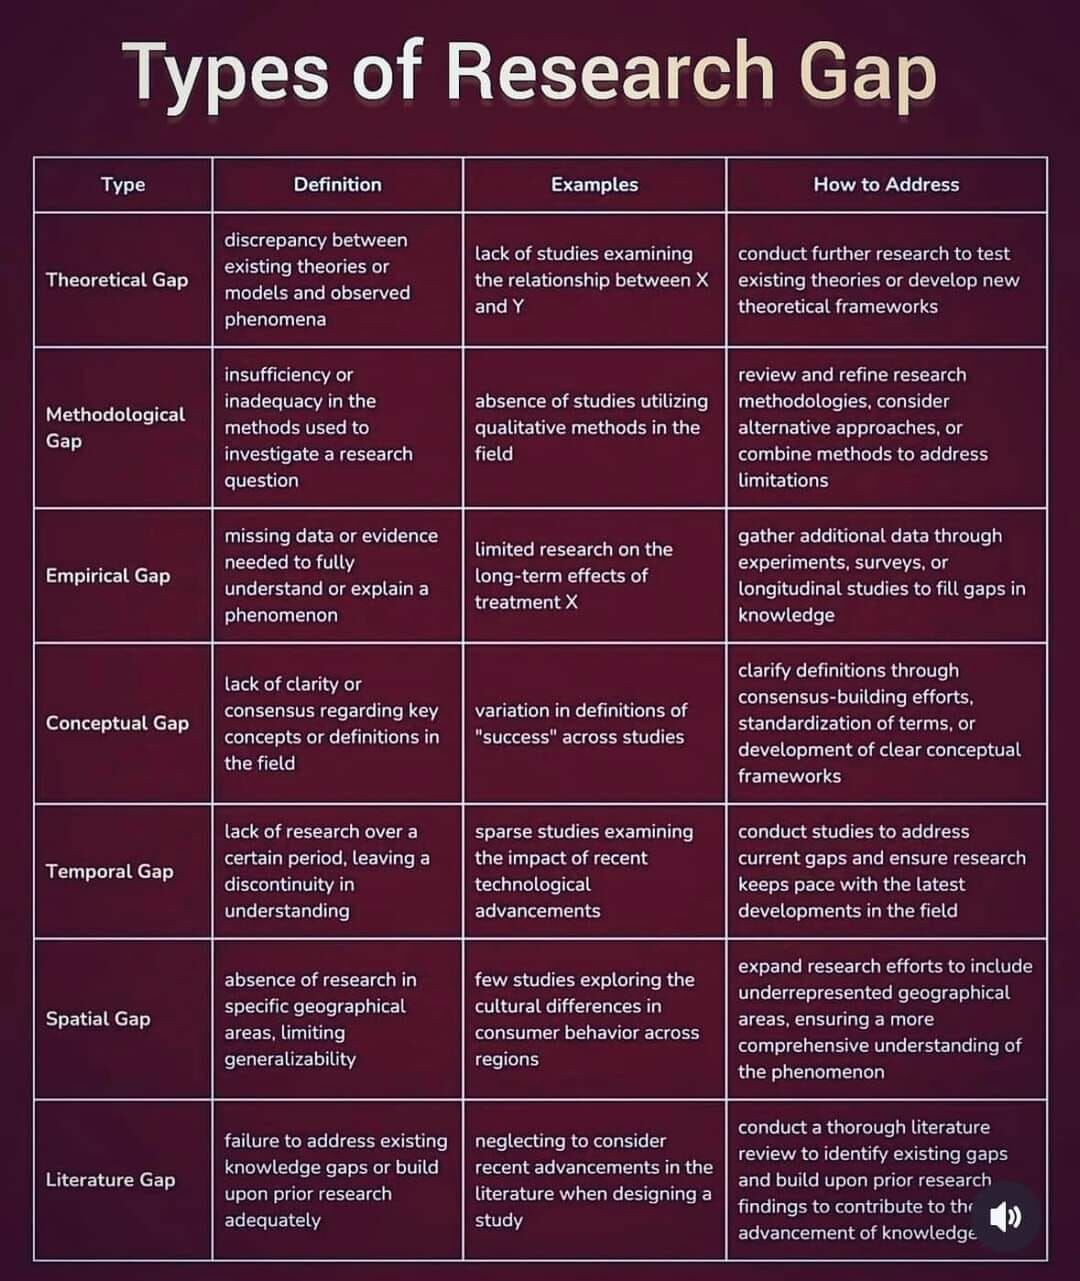 Types of Research Gap
Type
Definition
Examples
How to Address
Theoretical Gap
discrepancy between
existing theories or
models and observed
phenomena
lack of studies examining
the relationship between X
and Y
conduct further research to test
existing theories or develop new
theoretical frameworks
Methodological
Gap
insufficiency or
inadequacy in the
methods used to
investigate a research
question
absence of studies utilizing
qualitative methods in the
field
review and refine research
methodologies, consider
alternative approaches, or
combine methods to address
limitations
Empirical Gap
missing data or evidence
needed to fully
understand or explain a
phenomenon
limited research on the
long-term effects of
treatment X
gather additional data through
experiments, surveys, or
longitudinal studies to fill gaps in
knowledge
Conceptual Gap
lack of clarity or
consensus regarding key
concepts or definitions in
the field
variation in definitions of
"success" across studies
clarify definitions through
consensus-building efforts,
standardization of terms, or
development of clear conceptual
frameworks
Temporal Gap
lack of research over a
certain period, leaving a
discontinuity in
understanding
sparse studies examining
the impact of recent
technological
advancements
conduct studies to address
current gaps and ensure research
keeps pace with the latest
developments in the field
Spatial Gap
absence of research in
specific geographical
areas, limiting
generalizability
few studies exploring the
cultural differences in
consumer behavior across
regions
expand research efforts to include
underrepresented geographical
areas, ensuring a more
comprehensive understanding of
the phenomenon
Literature Gap
failure to address existing
knowledge gaps or build
upon prior research
adequately
neglecting to consider
recent advancements in the
literature when designing a
study
conduct a thorough literature
review to identify existing gaps
and build upon prior research
findings to contribute to the
advancement of knowledge